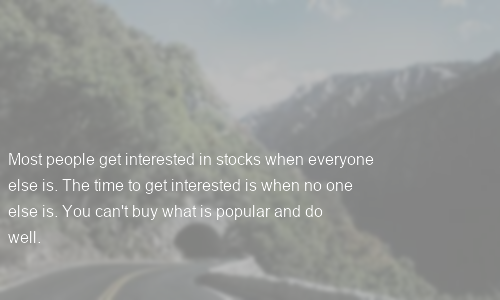 Most people get interested in stocks when everyone
else is. The time to get interested is when no one
else is. You can't buy what is popular and do
well.